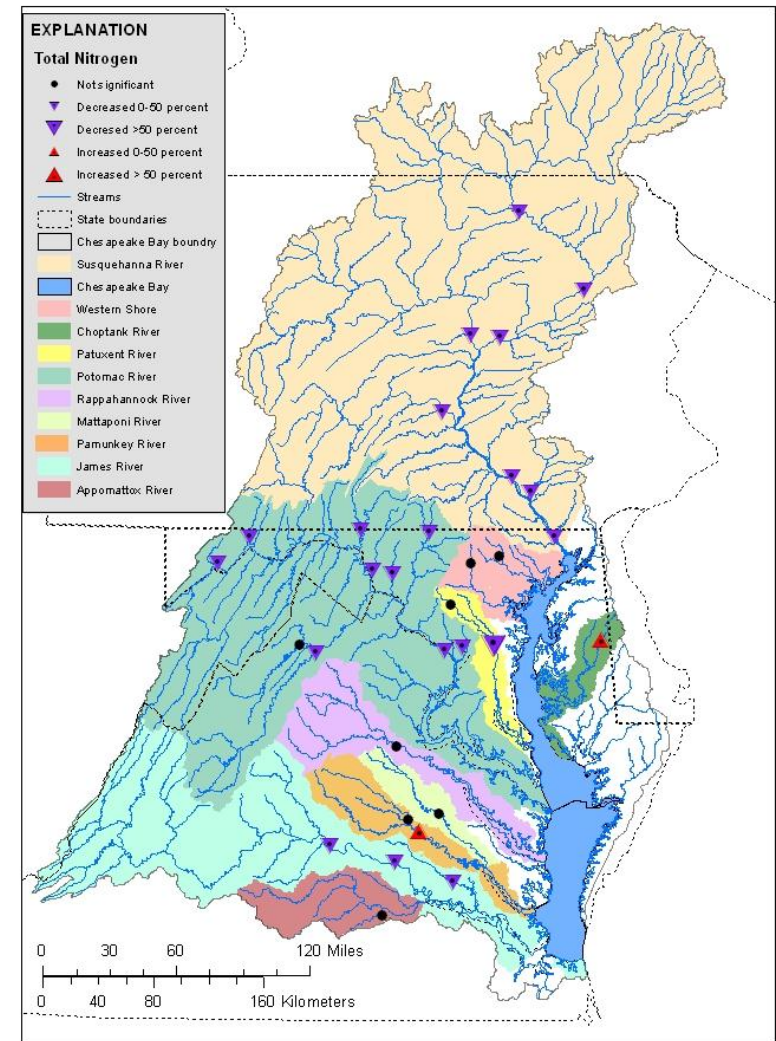 EXPLANATION
Total Nitrogen
Not significant
Decreased 0-50 percent
Decresed >50 percent
Increased 0-50 percent
Increased > 50 percent
Streams
State boundaries
Chesapeake Bay boundry
Susquehanna River
Chesapeake Bay
Western Shore
Choptank River
Patuxent River
Potomac River
Rappahannock River
Mattaponi River
Pamunkey River
James River
Appomattox River
0 30 60 120 Miles
0 40 80 160 Kilometers